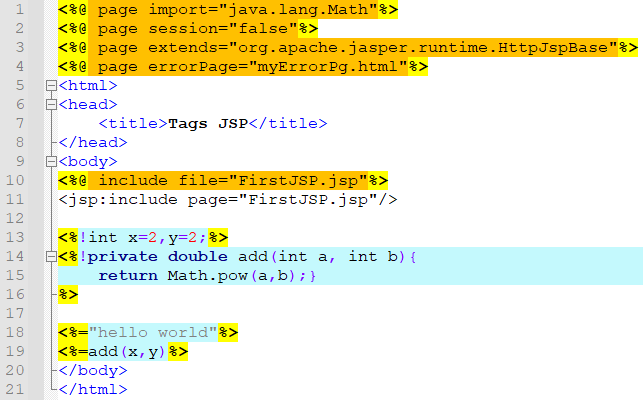 1 <%@ page import="java.lang.Math"%>
2 <%@ page session="false"%>
3 <%@ page extends="org.apache.jasper.runtime.HttpJspBase"%>
4 <%@ page errorPage="myErrorPg.html"%>
5 <html>
6 <head>
7     <title>Tags JSP</title>
8 </head>
9 <body>
10 <%@ include file="FirstJSP.jsp"%>
11 <jsp:include page="FirstJSP.jsp"/>
12
13 <%!int x=2,y=2;%>
14 <%!private double add(int a, int b){
15     return Math.pow(a,b);}
16 %>
17
18 <%="hello world"%>
19 <%=add(x,y)%>
20 </body>
21 </html>